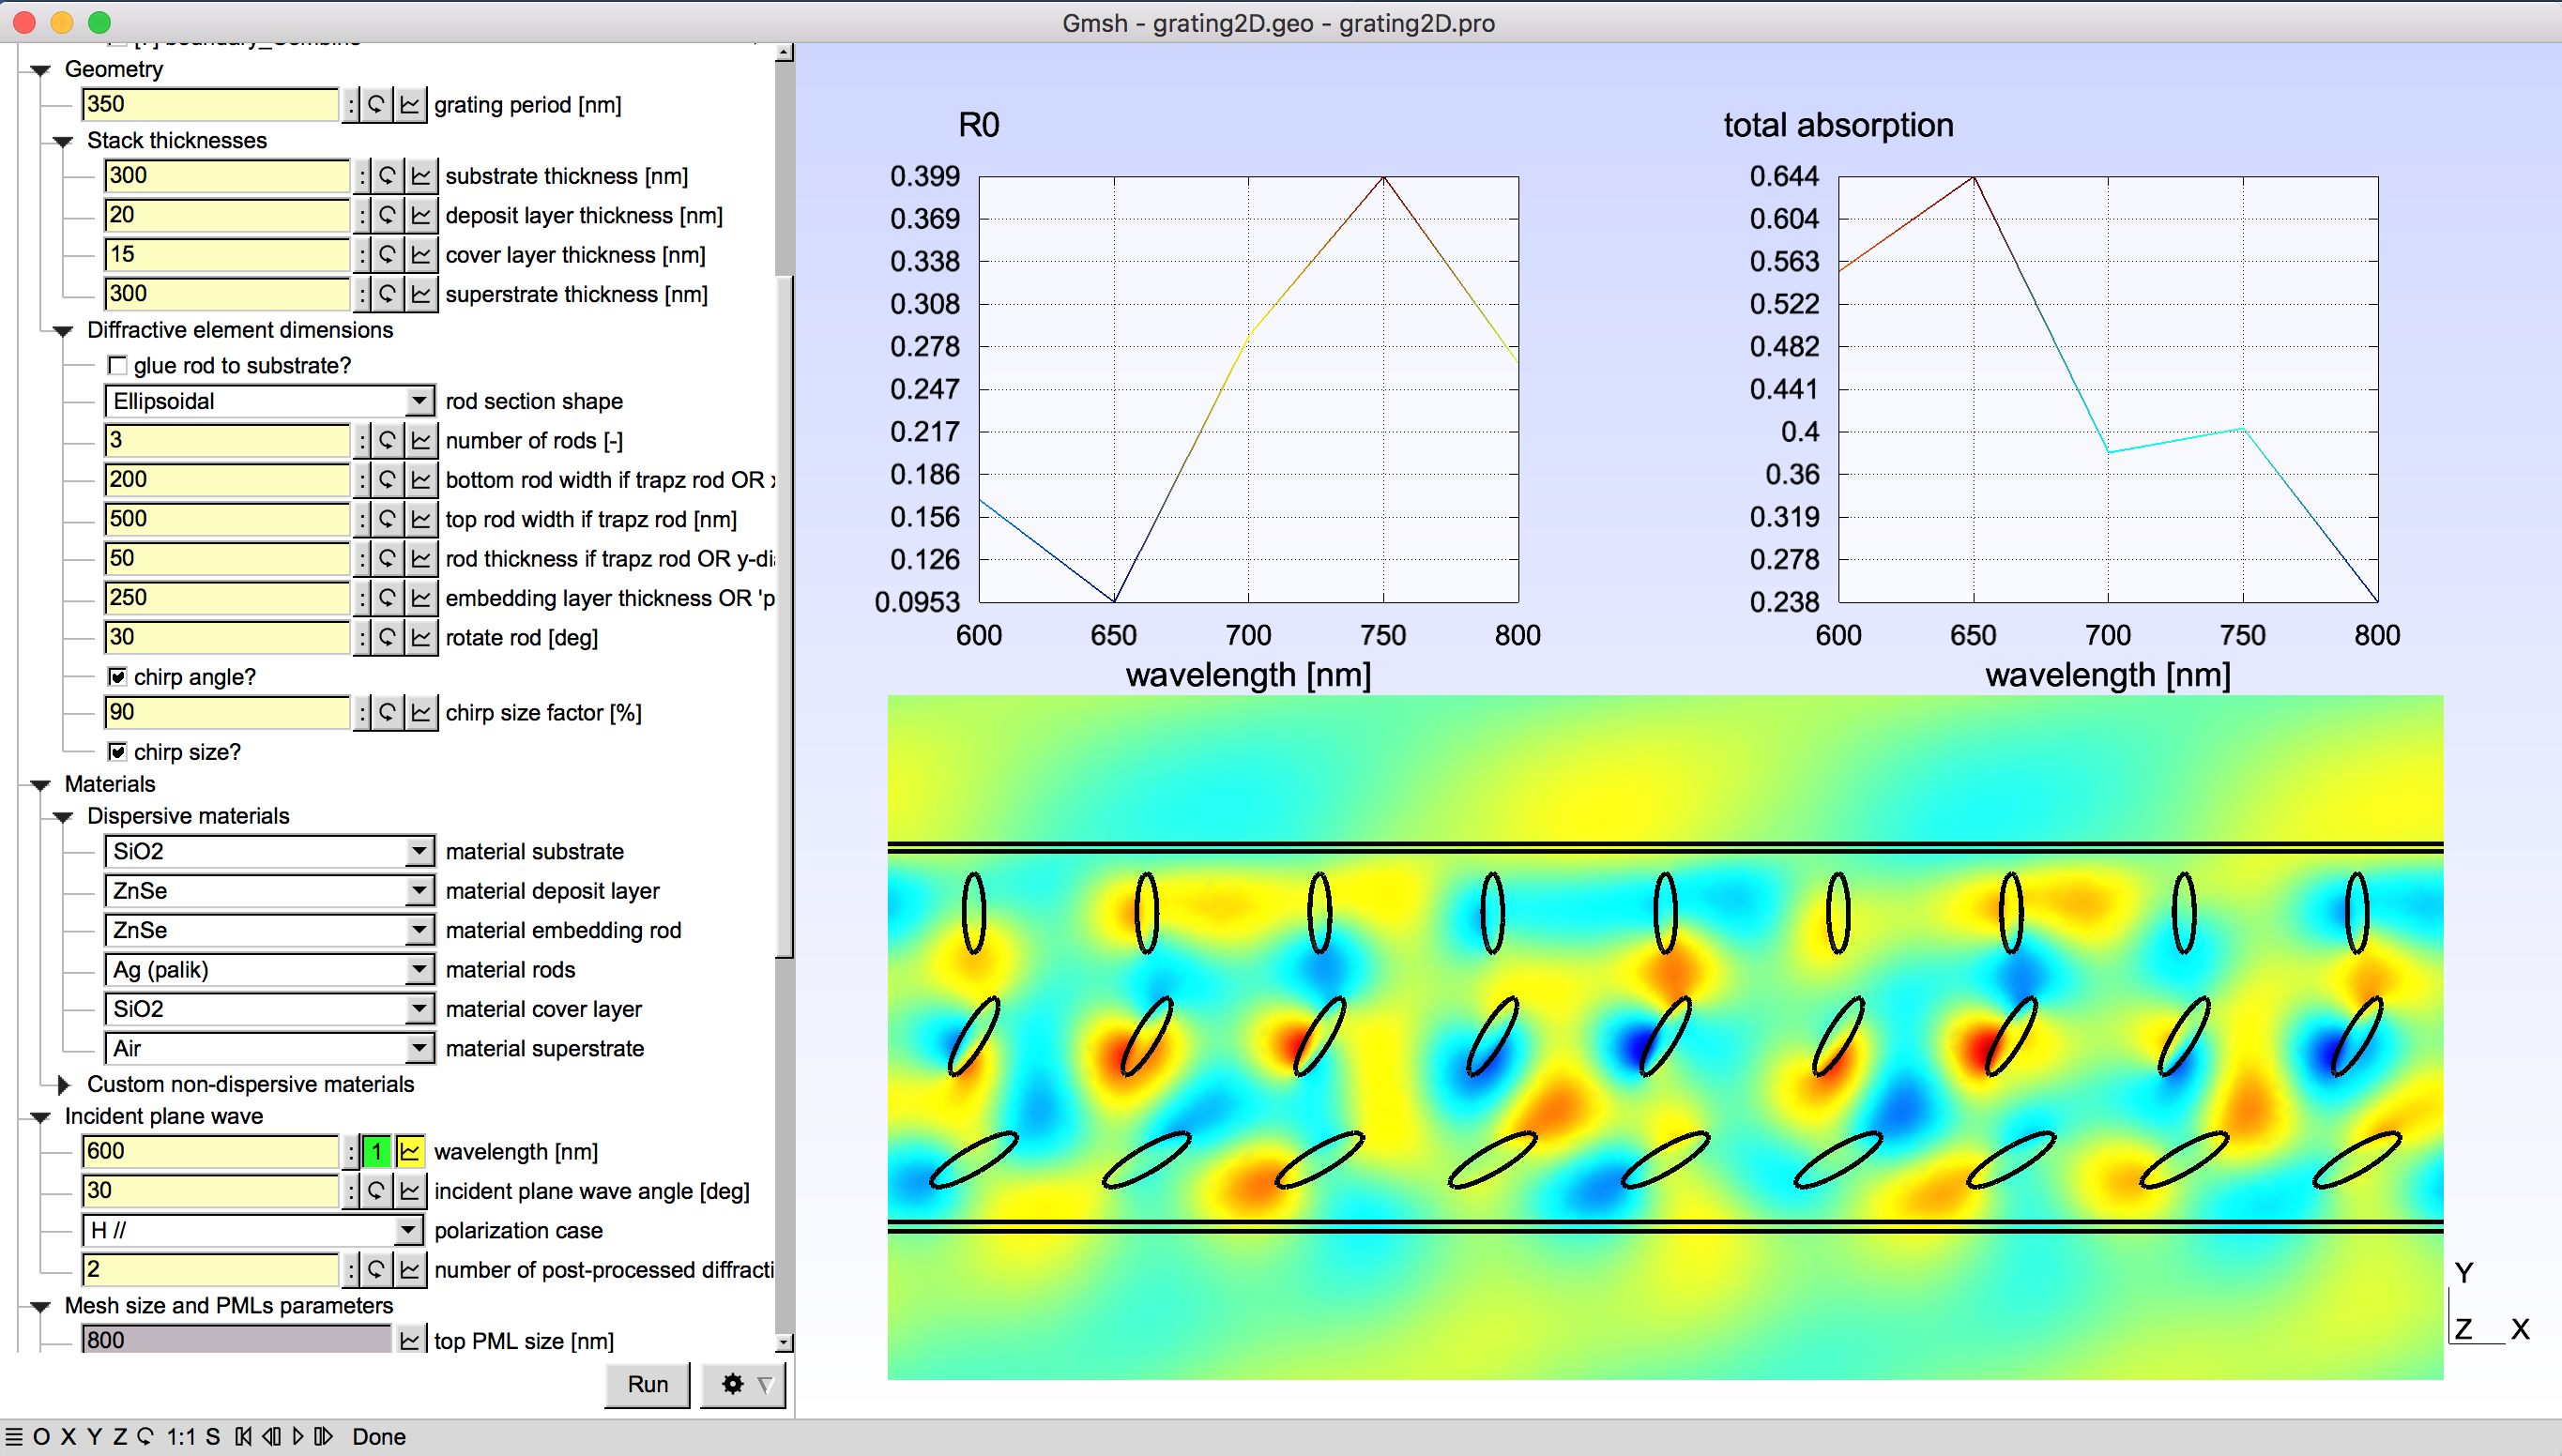 Gmsh - grating2D.geo - grating2D.pro
Geometry
350 : grating period [nm]
Stack thicknesses
300 : substrate thickness [nm]
20 : deposit layer thickness [nm]
15 : cover layer thickness [nm]
300 : superstrate thickness [nm]
Diffractive element dimensions
glue rod to substrate?
Ellipsoidal rod section shape
3 : number of rods [-]
200 : bottom rod width if trapz rod OR
500 : top rod width if trapz rod [nm]
50 : rod thickness if trapz rod OR y-di
250 : embedding layer thickness OR 'p
30 : rotate rod [deg]
chirp angle?
90 : chirp size factor [%]
chirp size?
Materials
Dispersive materials
SiO2 material substrate
ZnSe material deposit layer
ZnSe material embedding rod
Ag (palik) material rods
SiO2 material cover layer
Air material superstrate
Custom non-dispersive materials
Incident plane wave
600 : 1 wavelength [nm]
30 : incident plane wave angle [deg]
H // polarization case
2 : number of post-processed diffracti
Mesh size and PMLs parameters
800 top PML size [nm]
Run
O X Y Z 1:1 S Done
R0
0.399
0.369
0.338
0.308
0.278
0.247
0.217
0.186
0.156
0.126
0.0953
600 650 700 750 800
wavelength [nm]
total absorption
0.644
0.604
0.563
0.522
0.482
0.441
0.4
0.36
0.319
0.278
0.238
600 650 700 750 800
wavelength [nm]
Y
Z X